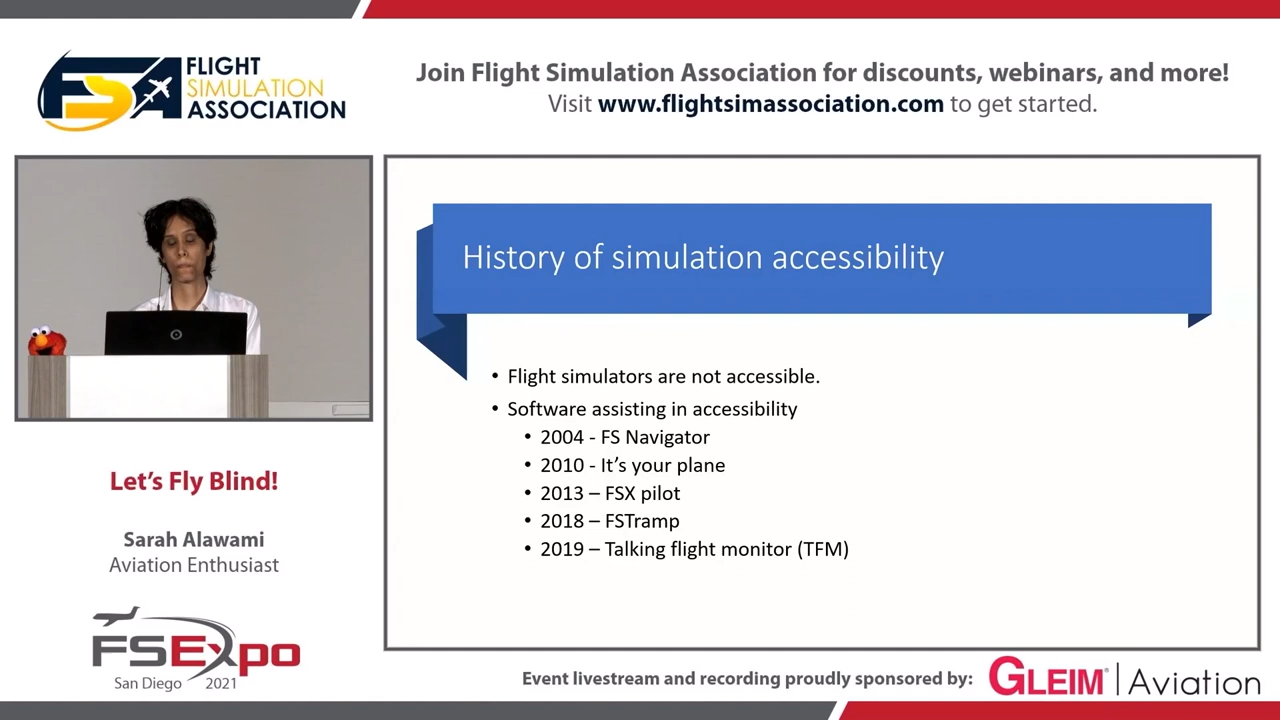 FLIGHT
SIMULATION
ASSOCIATION
FSA
Join Flight Simulation Association for discounts, webinars, and more!
Visit www.flightsimassociation.com to get started.
History of simulation accessibility
• Flight simulators are not accessible.
• Software assisting in accessibility
• 2004 - FS Navigator
• 2010 - It's your plane
• 2013 – FSX pilot
• 2018 – FSTramp
• 2019 – Talking flight monitor (TFM)
Let's Fly Blind!
Sarah Alawami
Aviation Enthusiast
FSExpo
San Diego 2021
Event livestream and recording proudly sponsored by:
GLEIM® | Aviation